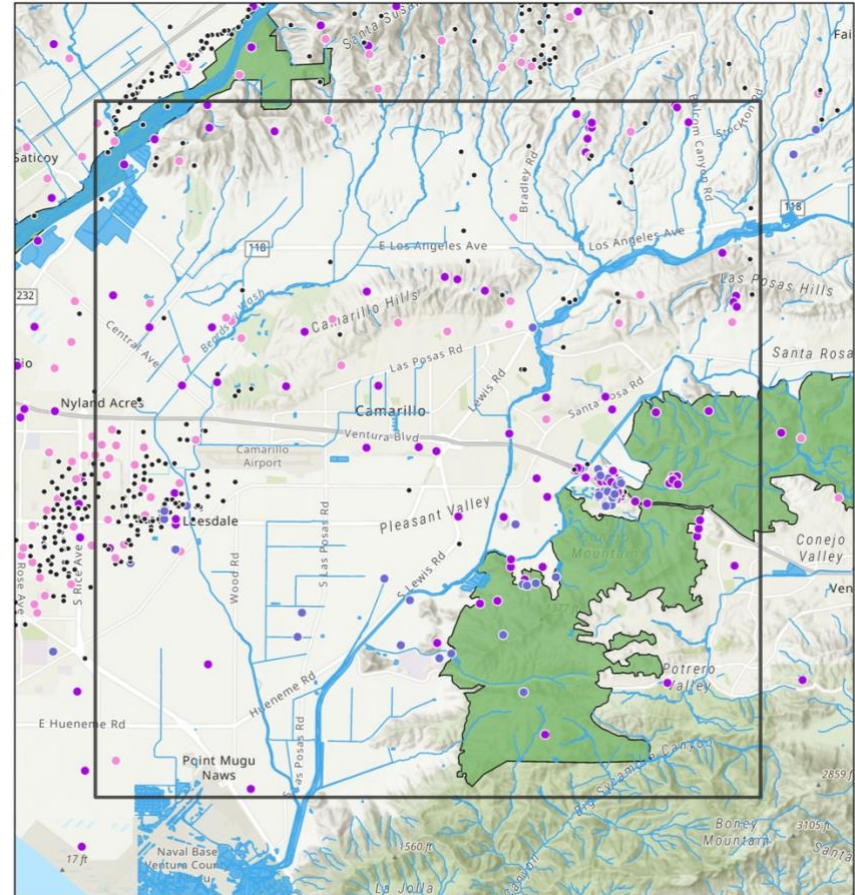 Santa Susan
Fai
Balcom Canyon Rd
Stockton Rd
Saticoy
Bradley Rd
118
118
E Los Angeles Ave
E Los Angeles Ave
232
Las Posas Hills
Camarillo Hills
Beardsley Wash
Central Ave
Rio
Las Posas Rd
Santa Rosa
Lewis Rd
Santa Rosa Rd
Nyland Acres
Camarillo
Ventura Blvd
Camarillo
Airport
Pleasant Valley
Leesdale
S Las Posas Rd
Conejo
Mountain
Conejo
Valley
S Rice Ave
Rose Ave
Wood Rd
S Lewis Rd
Ven
Potrero
Valley
Hueneme Rd
E Hueneme Rd
S Las Posas Rd
Point Mugu
Naws
Big Sycamore Canyon
2859 ft
Boney
Mountain
3105 ft
1560 ft
Santa
17 ft
Naval Base
Ventura Coun
u
La Jolla
Canyon